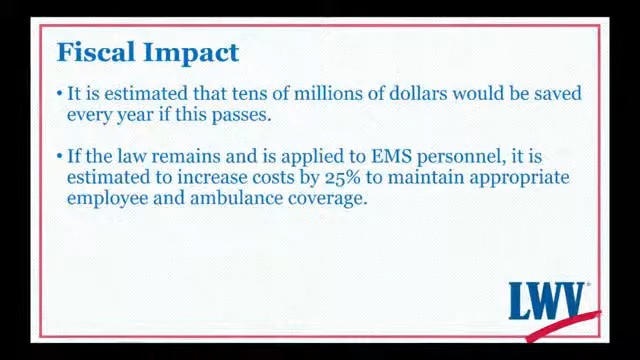 Fiscal Impact
• It is estimated that tens of millions of dollars would be saved
every year if this passes.
• If the law remains and is applied to EMS personnel, it is
estimated to increase costs by 25% to maintain appropriate
employee and ambulance coverage.
LWV®